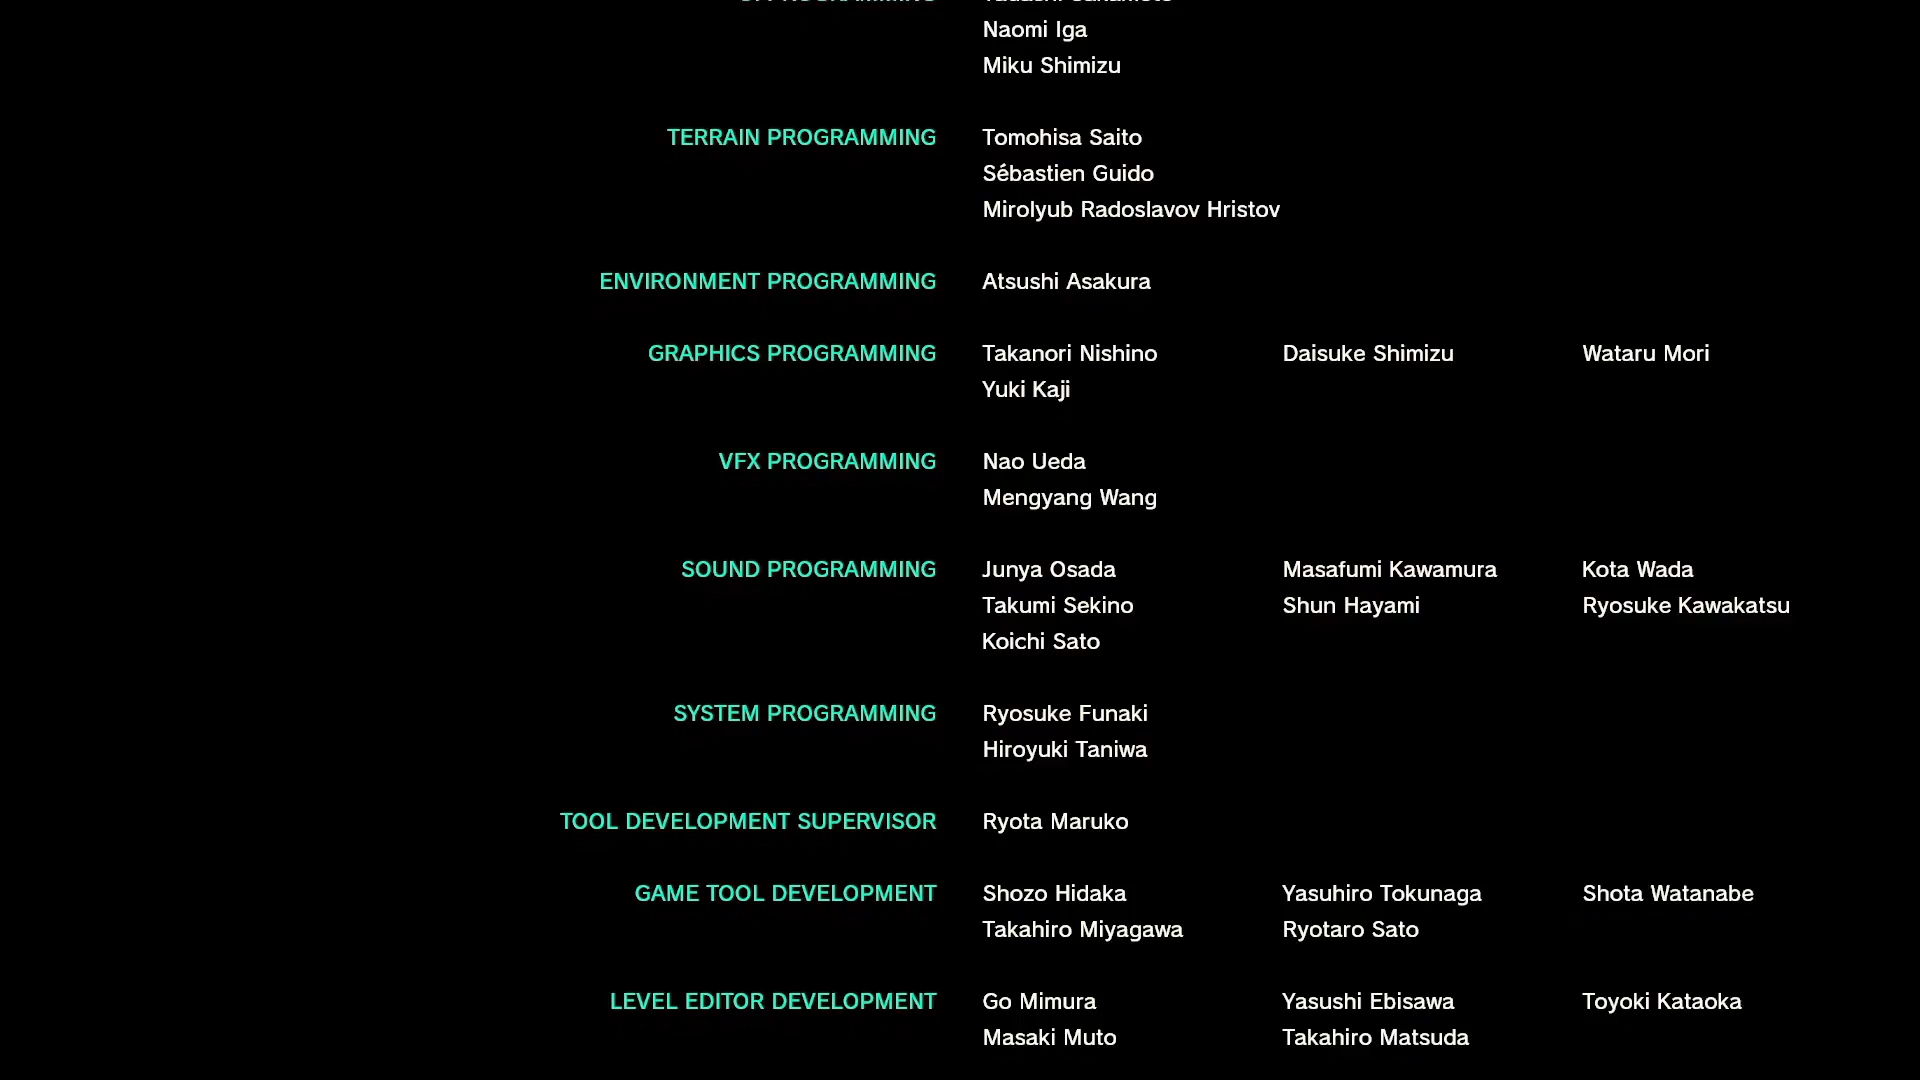 Naomi Iga
Miku Shimizu
TERRAIN PROGRAMMING Tomohisa Saito
Sébastien Guido
Mirolyub Radoslavov Hristov
ENVIRONMENT PROGRAMMING Atsushi Asakura
GRAPHICS PROGRAMMING Takanori Nishino Daisuke Shimizu Wataru Mori
Yuki Kaji
VFX PROGRAMMING Nao Ueda
Mengyang Wang
SOUND PROGRAMMING Junya Osada Masafumi Kawamura Kota Wada
Takumi Sekino Shun Hayami Ryosuke Kawakatsu
Koichi Sato
SYSTEM PROGRAMMING Ryosuke Funaki
Hiroyuki Taniwa
TOOL DEVELOPMENT SUPERVISOR Ryota Maruko
GAME TOOL DEVELOPMENT Shozo Hidaka Yasuhiro Tokunaga Shota Watanabe
Takahiro Miyagawa Ryotaro Sato
LEVEL EDITOR DEVELOPMENT Go Mimura Yasushi Ebisawa Toyoki Kataoka
Masaki Muto Takahiro Matsuda